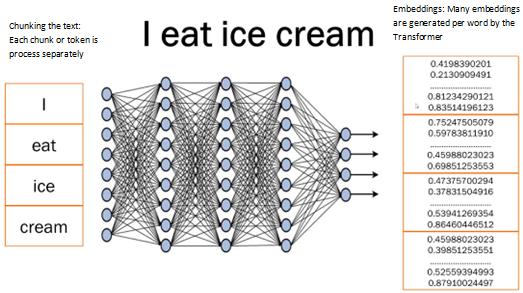 Chunking the text:
Each chunk or token is
process separately
I eat ice cream
Embeddings: Many embeddings
are generated per word by the
Transformer
I
eat
ice
cream
0.4198390201
0.2130909491
......................
0.81234290121
0.83514196123
0.75247505079
0.59783811910
......................
0.45988023023
0.69851253553
0.47375700294
0.37831504916
......................
0.53941269354
0.86460446512
0.45988023023
0.39851253551
......................
0.52559394993
0.87910024497